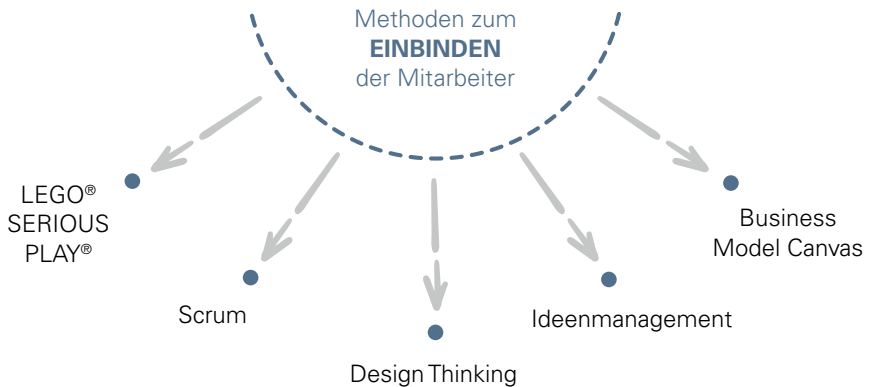 Methoden zum
EINBINDEN
der Mitarbeiter
LEGO®
SERIOUS
PLAY®
Scrum
Design Thinking
Ideenmanagement
Business
Model Canvas